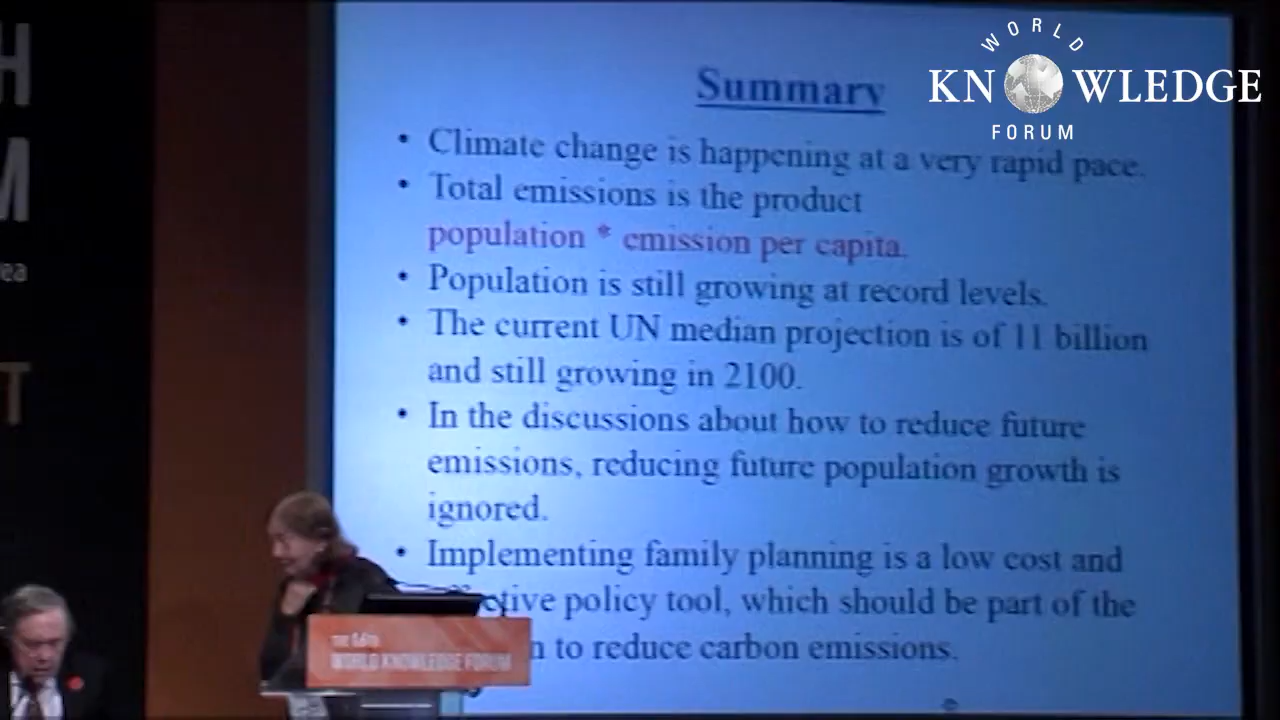 WORLD
KNOWLEDGE
FORUM
Summary
• Climate change is happening at a very rapid pace.
• Total emissions is the product
population * emission per capita.
• Population is still growing at record levels.
• The current UN median projection is of 11 billion
and still growing in 2100.
• In the discussions about how to reduce future
emissions, reducing future population growth is
ignored.
• Implementing family planning is a low cost and
policy tool, which should be part of the
to reduce carbon emissions.
THE
WORLD KNOWLEDGE FORUM
H
M
rea
T